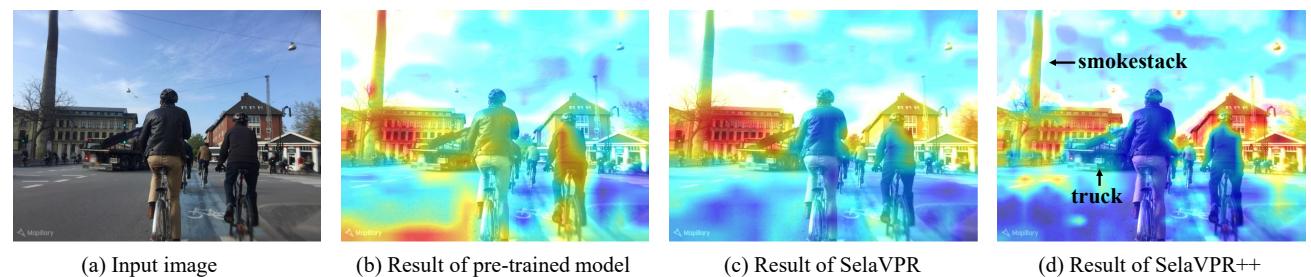 smokestack
truck
Mapillary
Mapillary
Mapillary
Mapillary
(a) Input image
(b) Result of pre-trained model
(c) Result of SelaVPR
(d) Result of SelaVPR++